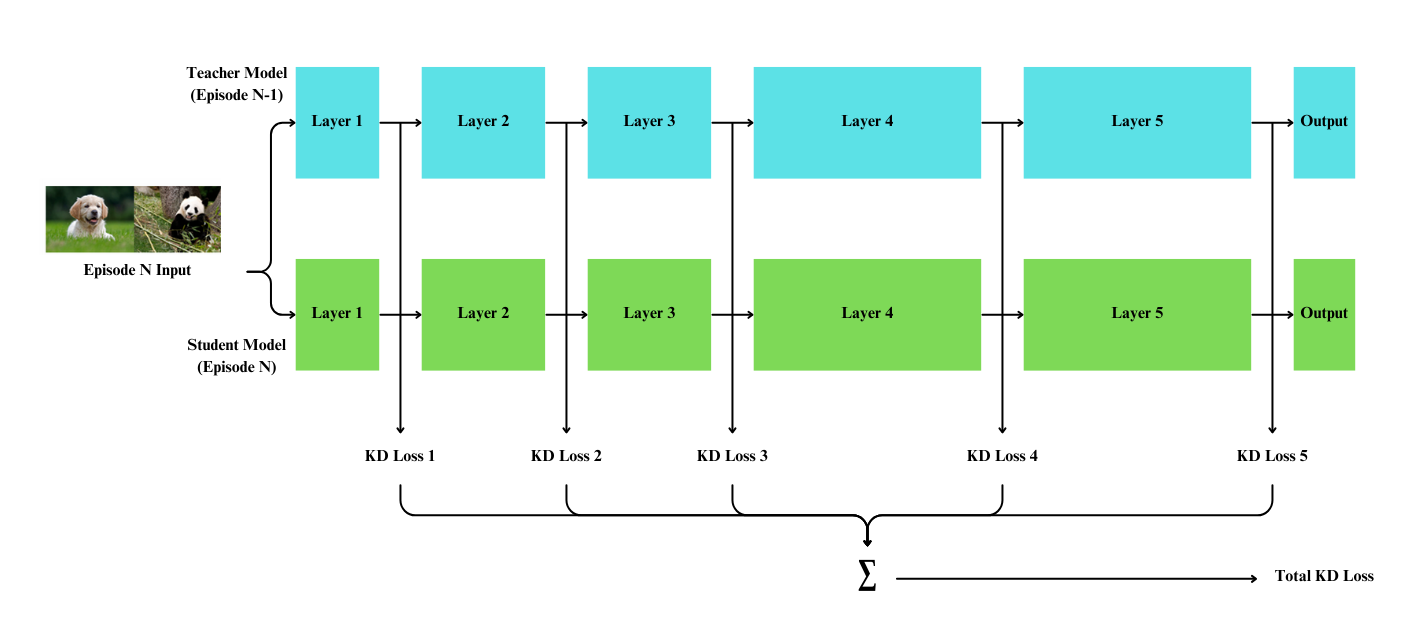 Teacher Model
(Episode N-1)
Layer 1
Layer 2
Layer 3
Layer 4
Layer 5
Output
Episode N Input
Layer 1
Layer 2
Layer 3
Layer 4
Layer 5
Output
Student Model
(Episode N)
KD Loss 1
KD Loss 2
KD Loss 3
KD Loss 4
KD Loss 5
∑
Total KD Loss